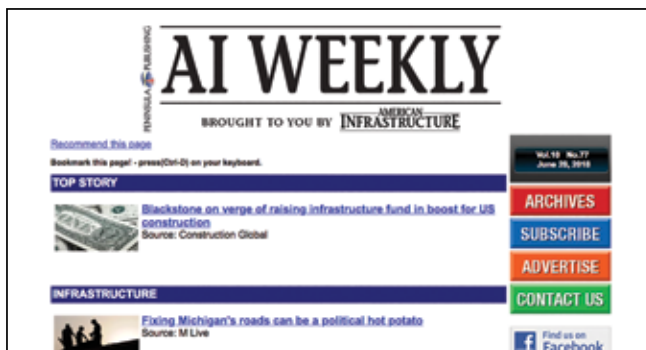 PENINSULA PUBLISHING
AI WEEKLY
BROUGHT TO YOU BY AMERICAN INFRASTRUCTURE
Recommend this page
Bookmark this page! - press(Ctrl-D) on your keyboard.
Vol.10 No.77
June 26, 2018
TOP STORY
Blackstone on verge of raising infrastructure fund in boost for US
construction
Source: Construction Global
ARCHIVES
SUBSCRIBE
ADVERTISE
CONTACT US
INFRASTRUCTURE
Fixing Michigan's roads can be a political hot potato
Source: M Live
Find us on
Facebook